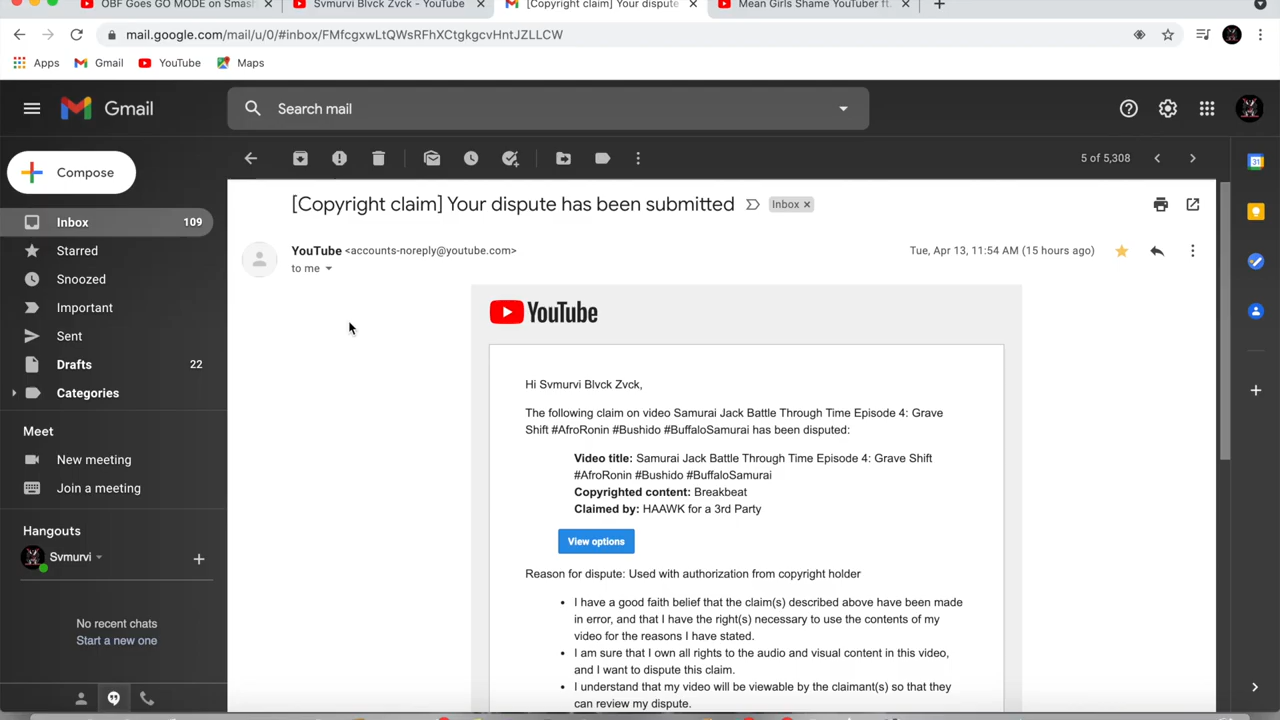 OBF Goes GO MODE on Smash
Svmurvi Blvck Zvck - YouTube
[Copyright claim] Your dispute
Mean Girls Shame YouTuber ft.
mail.google.com/mail/u/0/#inbox/FMfcgxwLtQWsRFhXCtgkgcvHntJZLLCW
Apps
Gmail
YouTube
Maps
Gmail
Search mail
Compose
5 of 5,308
Inbox 109
Starred
Snoozed
Important
Sent
Drafts 22
Categories
Meet
New meeting
Join a meeting
Hangouts
Svmurvi
No recent chats
Start a new one
[Copyright claim] Your dispute has been submitted
Inbox
YouTube <accounts-noreply@youtube.com>
Tue, Apr 13, 11:54 AM (15 hours ago)
to me
YouTube
Hi Svmurvi Blvck Zvck,
The following claim on video Samurai Jack Battle Through Time Episode 4: Grave
Shift #AfroRonin #Bushido #BuffaloSamurai has been disputed:
Video title: Samurai Jack Battle Through Time Episode 4: Grave Shift
#AfroRonin #Bushido #BuffaloSamurai
Copyrighted content: Breakbeat
Claimed by: HAAWK for a 3rd Party
View options
Reason for dispute: Used with authorization from copyright holder
• I have a good faith belief that the claim(s) described above have been made
in error, and that I have the right(s) necessary to use the contents of my
video for the reasons I have stated.
• I am sure that I own all rights to the audio and visual content in this video,
and I want to dispute this claim.
• I understand that my video will be viewable by the claimant(s) so that they
can review my dispute.